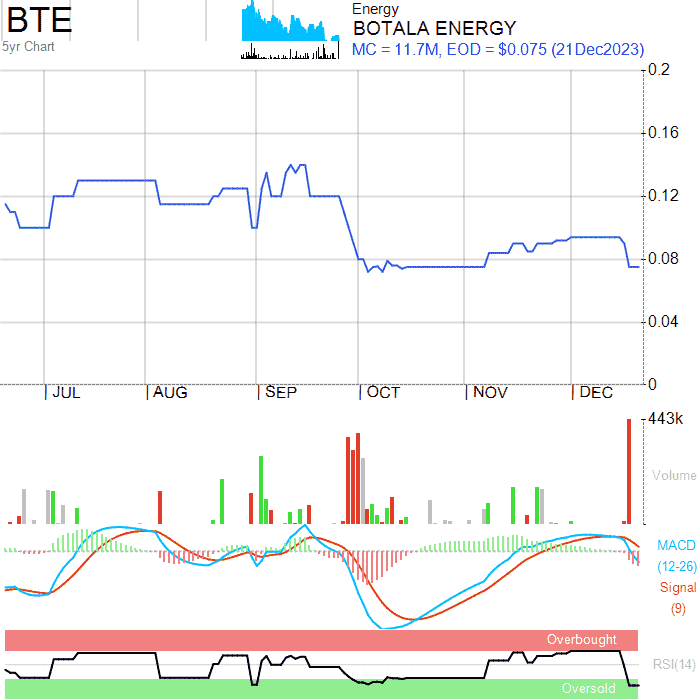 BTE
5yr Chart
Energy
BOTALA ENERGY
MC = 11.7M, EOD = $0.075 (21Dec2023)
0.2
0.16
0.12
0.08
0.04
0
JUL
AUG
SEP
OCT
NOV
DEC
443k
Volume
MACD
(12-26)
Signal
(9)
Overbought
RSI(14)
Oversold